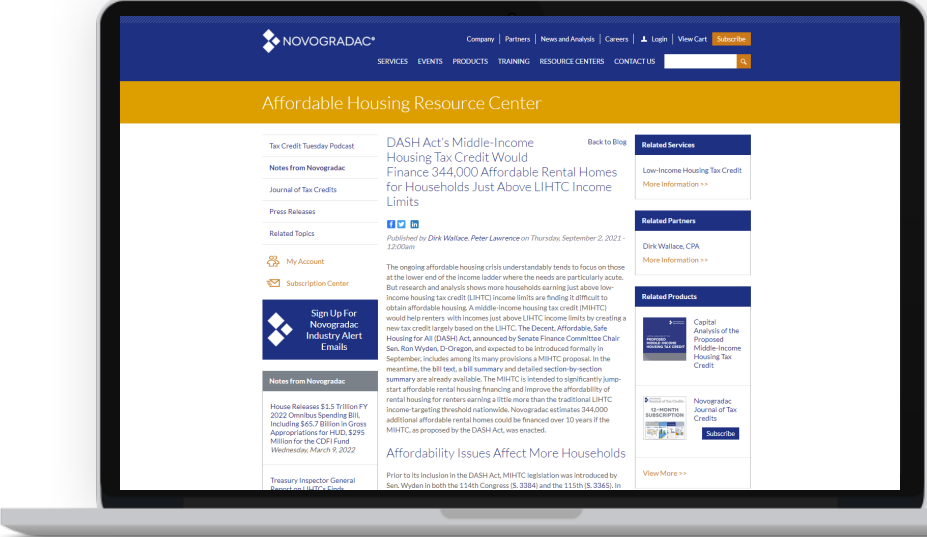 NOVOGRADAC®
Company | Partners | News and Analysis | Careers | Login | View Cart Subscribe
SERVICES EVENTS PRODUCTS TRAINING RESOURCE CENTERS CONTACT US
Affordable Housing Resource Center
Tax Credit Tuesday Podcast
Notes from Novogradac
Journal of Tax Credits
Press Releases
Related Topics
My Account
Subscription Center
Sign Up For
Novogradac
Industry Alert
Emails
Notes from Novogradac
House Releases $1.5 Trillion FY
2022 Omnibus Spending Bill,
Including $65.7 Billion in Gross
Appropriations for HUD, $295
Million for the CDFI Fund
Wednesday, March 9, 2022
Treasury Inspector General
Report on LIHTCs Finds
Back to Blog
DASH Act's Middle-Income
Housing Tax Credit Would
Finance 344,000 Affordable Rental Homes
for Households Just Above LIHTC Income
Limits
Published by Dirk Wallace, Peter Lawrence on Thursday, September 2, 2021 -
12:00am
The ongoing affordable housing crisis understandably tends to focus on those
at the lower end of the income ladder where the needs are particularly acute.
But research and analysis shows more households earning just above low-
income housing tax credit (LIHTC) income limits are finding it difficult to
obtain affordable housing. A middle-income housing tax credit (MIHTC)
would help renters with incomes just above LIHTC income limits by creating a
new tax credit largely based on the LIHTC. The Decent, Affordable, Safe
Housing for All (DASH) Act, announced by Senate Finance Committee Chair
Sen. Ron Wyden, D-Oregon, and expected to be introduced formally in
September, includes among its many provisions a MIHTC proposal. In the
meantime, the bill text, a bill summary and detailed section-by-section
summary are already available. The MIHTC is intended to significantly jump-
start affordable rental housing financing and improve the affordability of
rental housing for renters earning a little more than the traditional LIHTC
income-targeting threshold nationwide. Novogradac estimates 344,000
additional affordable rental homes could be financed over 10 years if the
MIHTC, as proposed by the DASH Act, was enacted.
Affordability Issues Affect More Households
Prior to its inclusion in the DASH Act, MIHTC legislation was introduced by
Sen. Wyden in both the 114th Congress (S. 3384) and the 115th (S. 3365). In
Related Services
Low-Income Housing Tax Credit
More Information >>
Related Partners
Dirk Wallace, CPA
More Information >>
Related Products
PROPOSED
MIDDLE-INCOME
HOUSING TAX CREDIT
Capital
Analysis of the
Proposed
Middle-Income
Housing Tax
Credit
12-MONTH
SUBSCRIPTION
Novogradac
Journal of Tax
Credits
Subscribe
View More >>